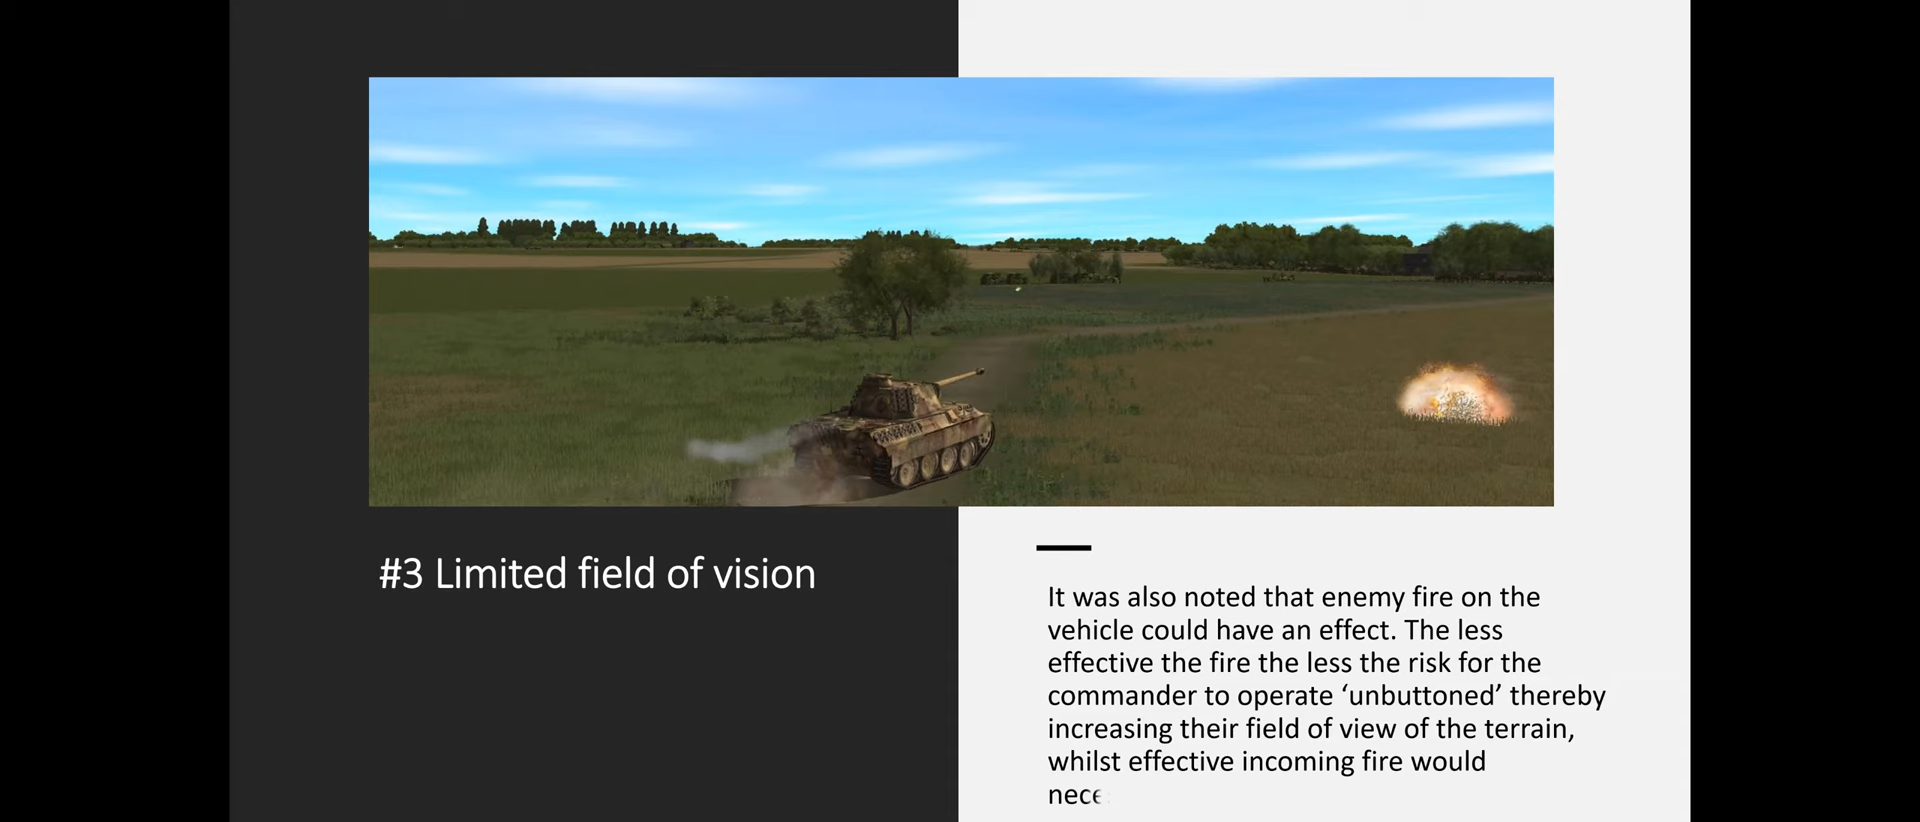 #3 Limited field of vision
It was also noted that enemy fire on the
vehicle could have an effect. The less
effective the fire the less the risk for the
commander to operate ‘unbuttoned’ thereby
increasing their field of view of the terrain,
whilst effective incoming fire would
nece